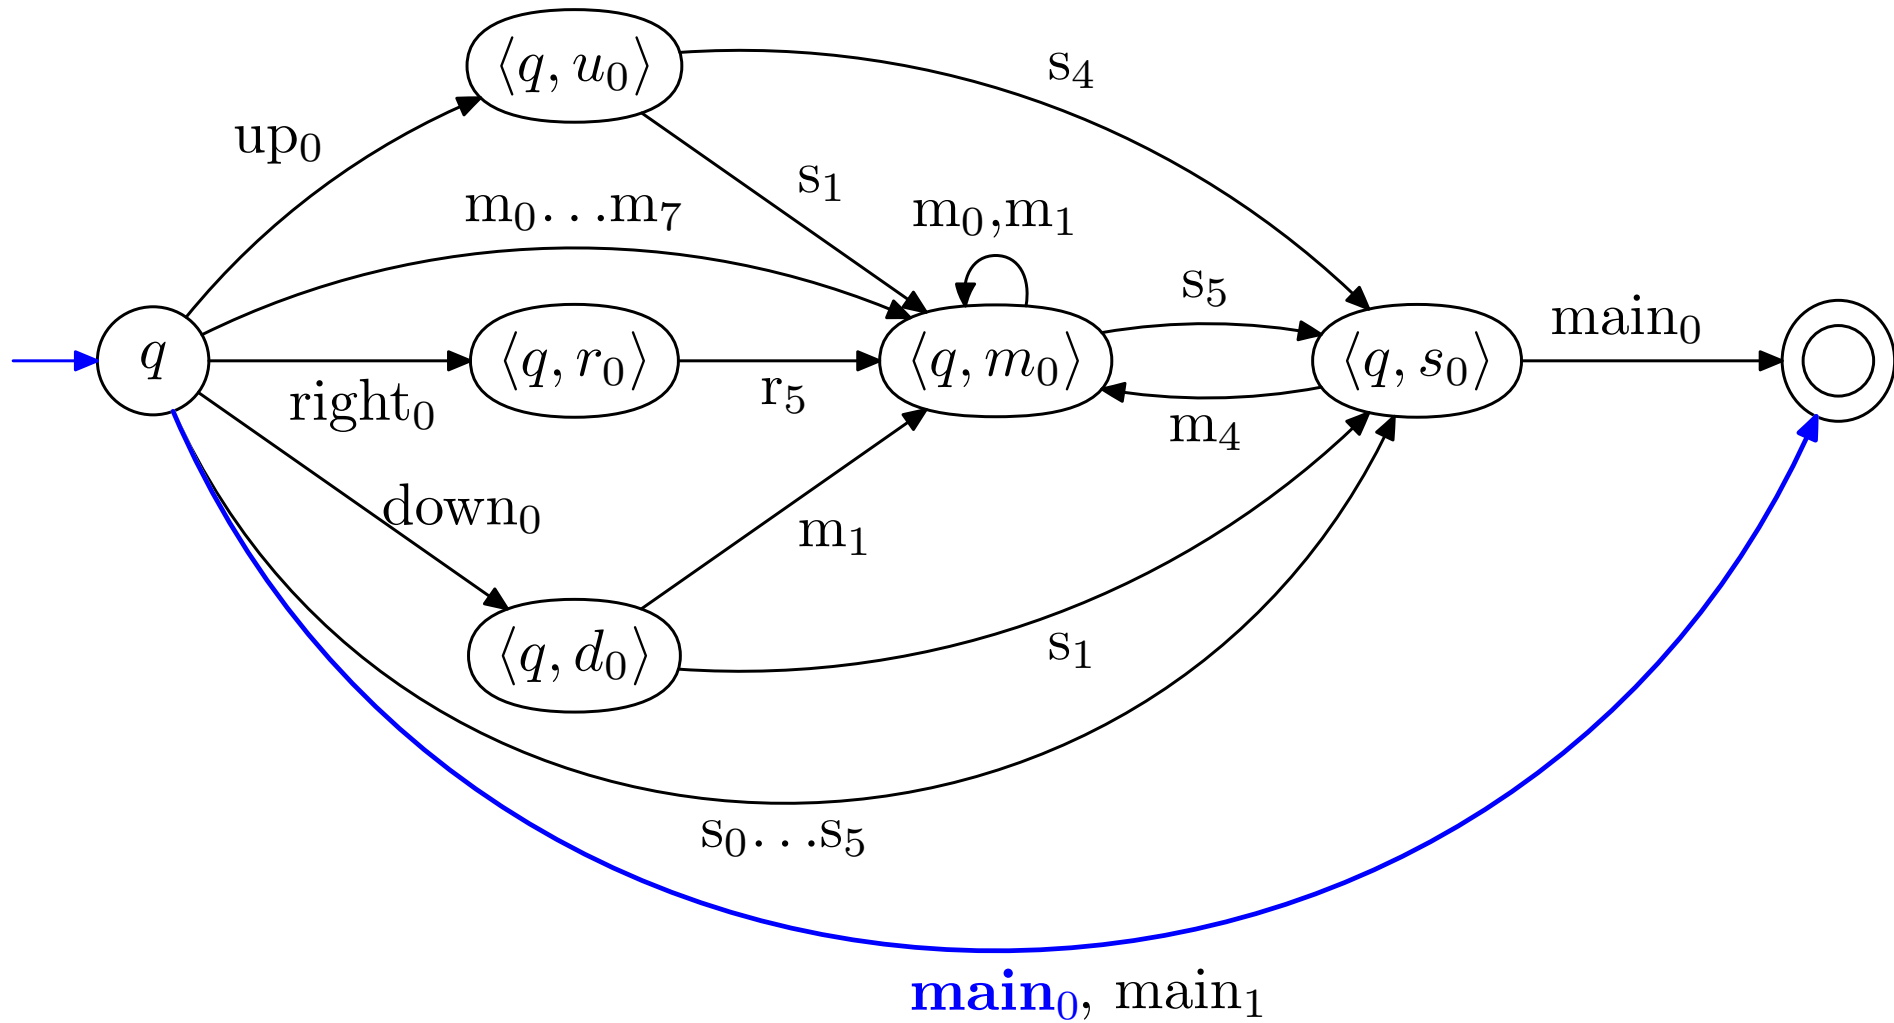 ⟨q, u₀⟩
s₄
up₀
s₁
m₀…m₇
m₀,m₁
s₅
main₀
q
⟨q, r₀⟩
⟨q, m₀⟩
⟨q, s₀⟩
right₀
r₅
m₄
down₀
m₁
⟨q, d₀⟩
s₁
s₀…s₅
main₀, main₁